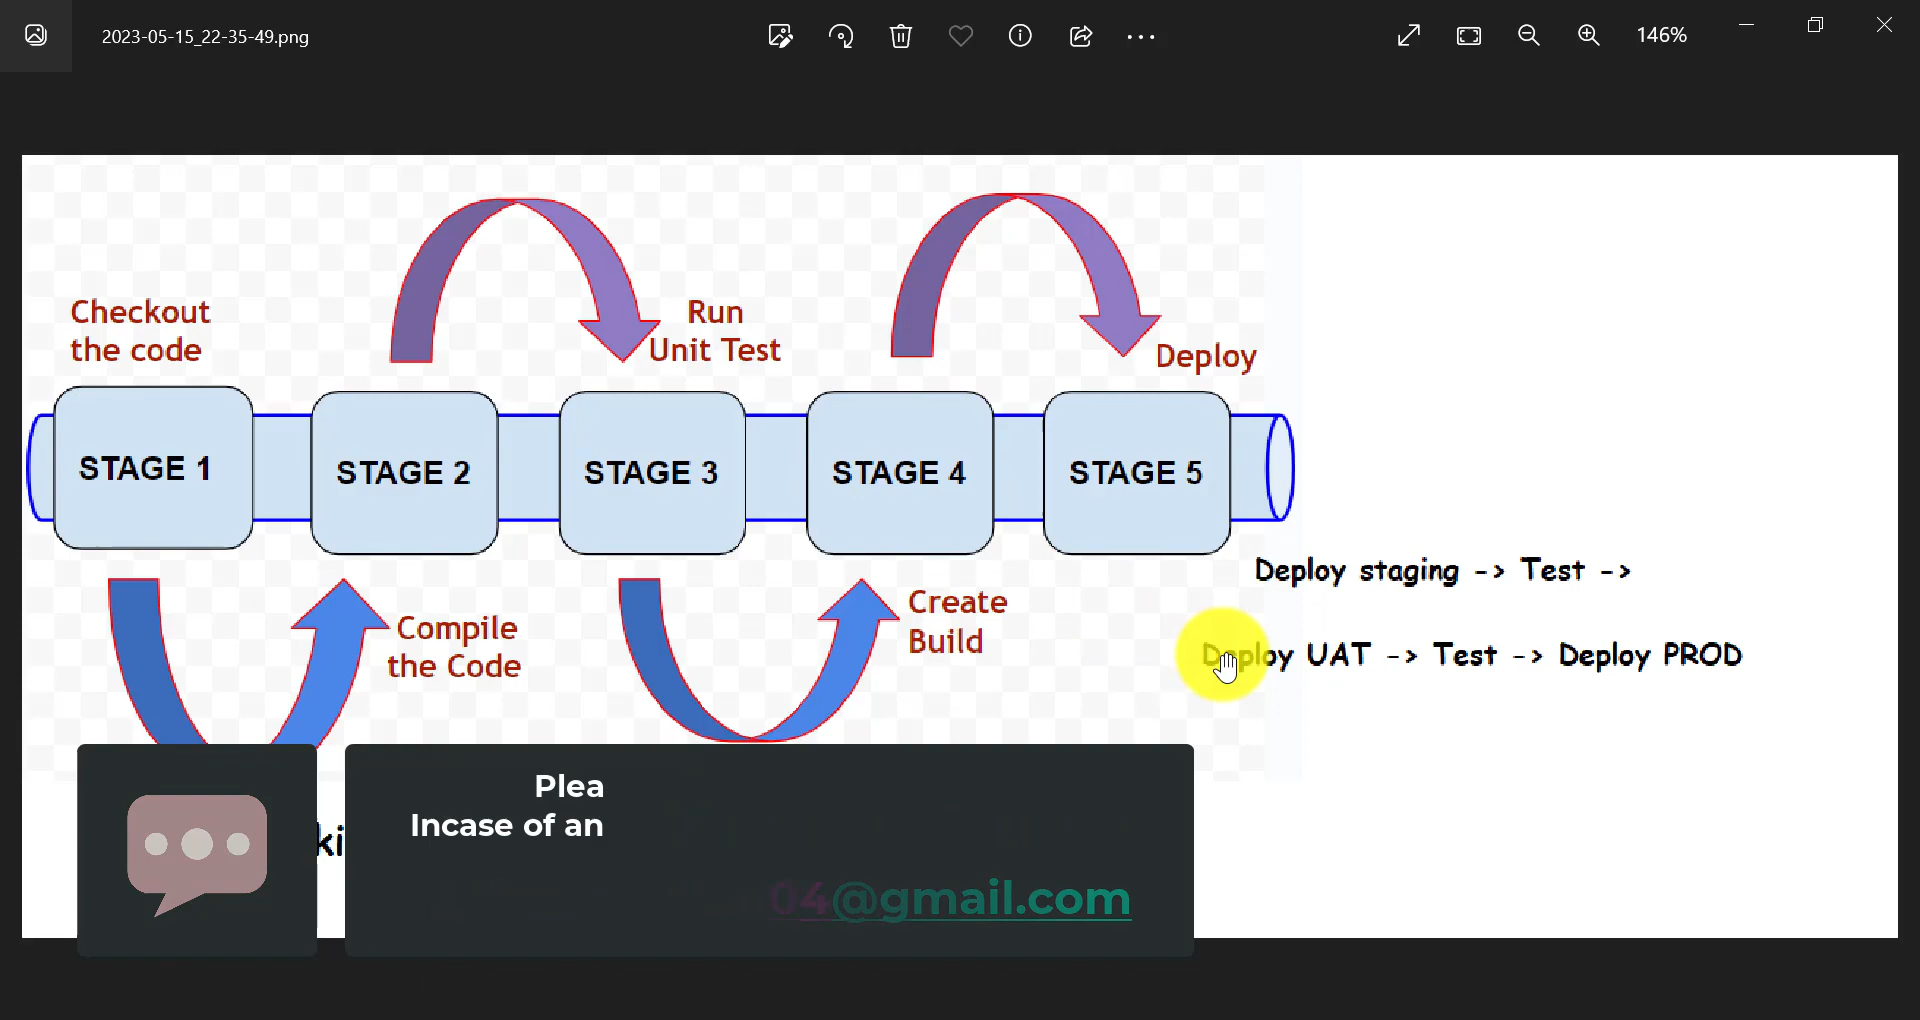 2023-05-15_22-35-49.png
146%
Checkout
the code
Run
Unit Test
Deploy
STAGE 1
STAGE 2
STAGE 3
STAGE 4
STAGE 5
Compile
the Code
Create
Build
Deploy staging -> Test ->
Deploy UAT -> Test -> Deploy PROD
Plea
Incase of an
04@gmail.com